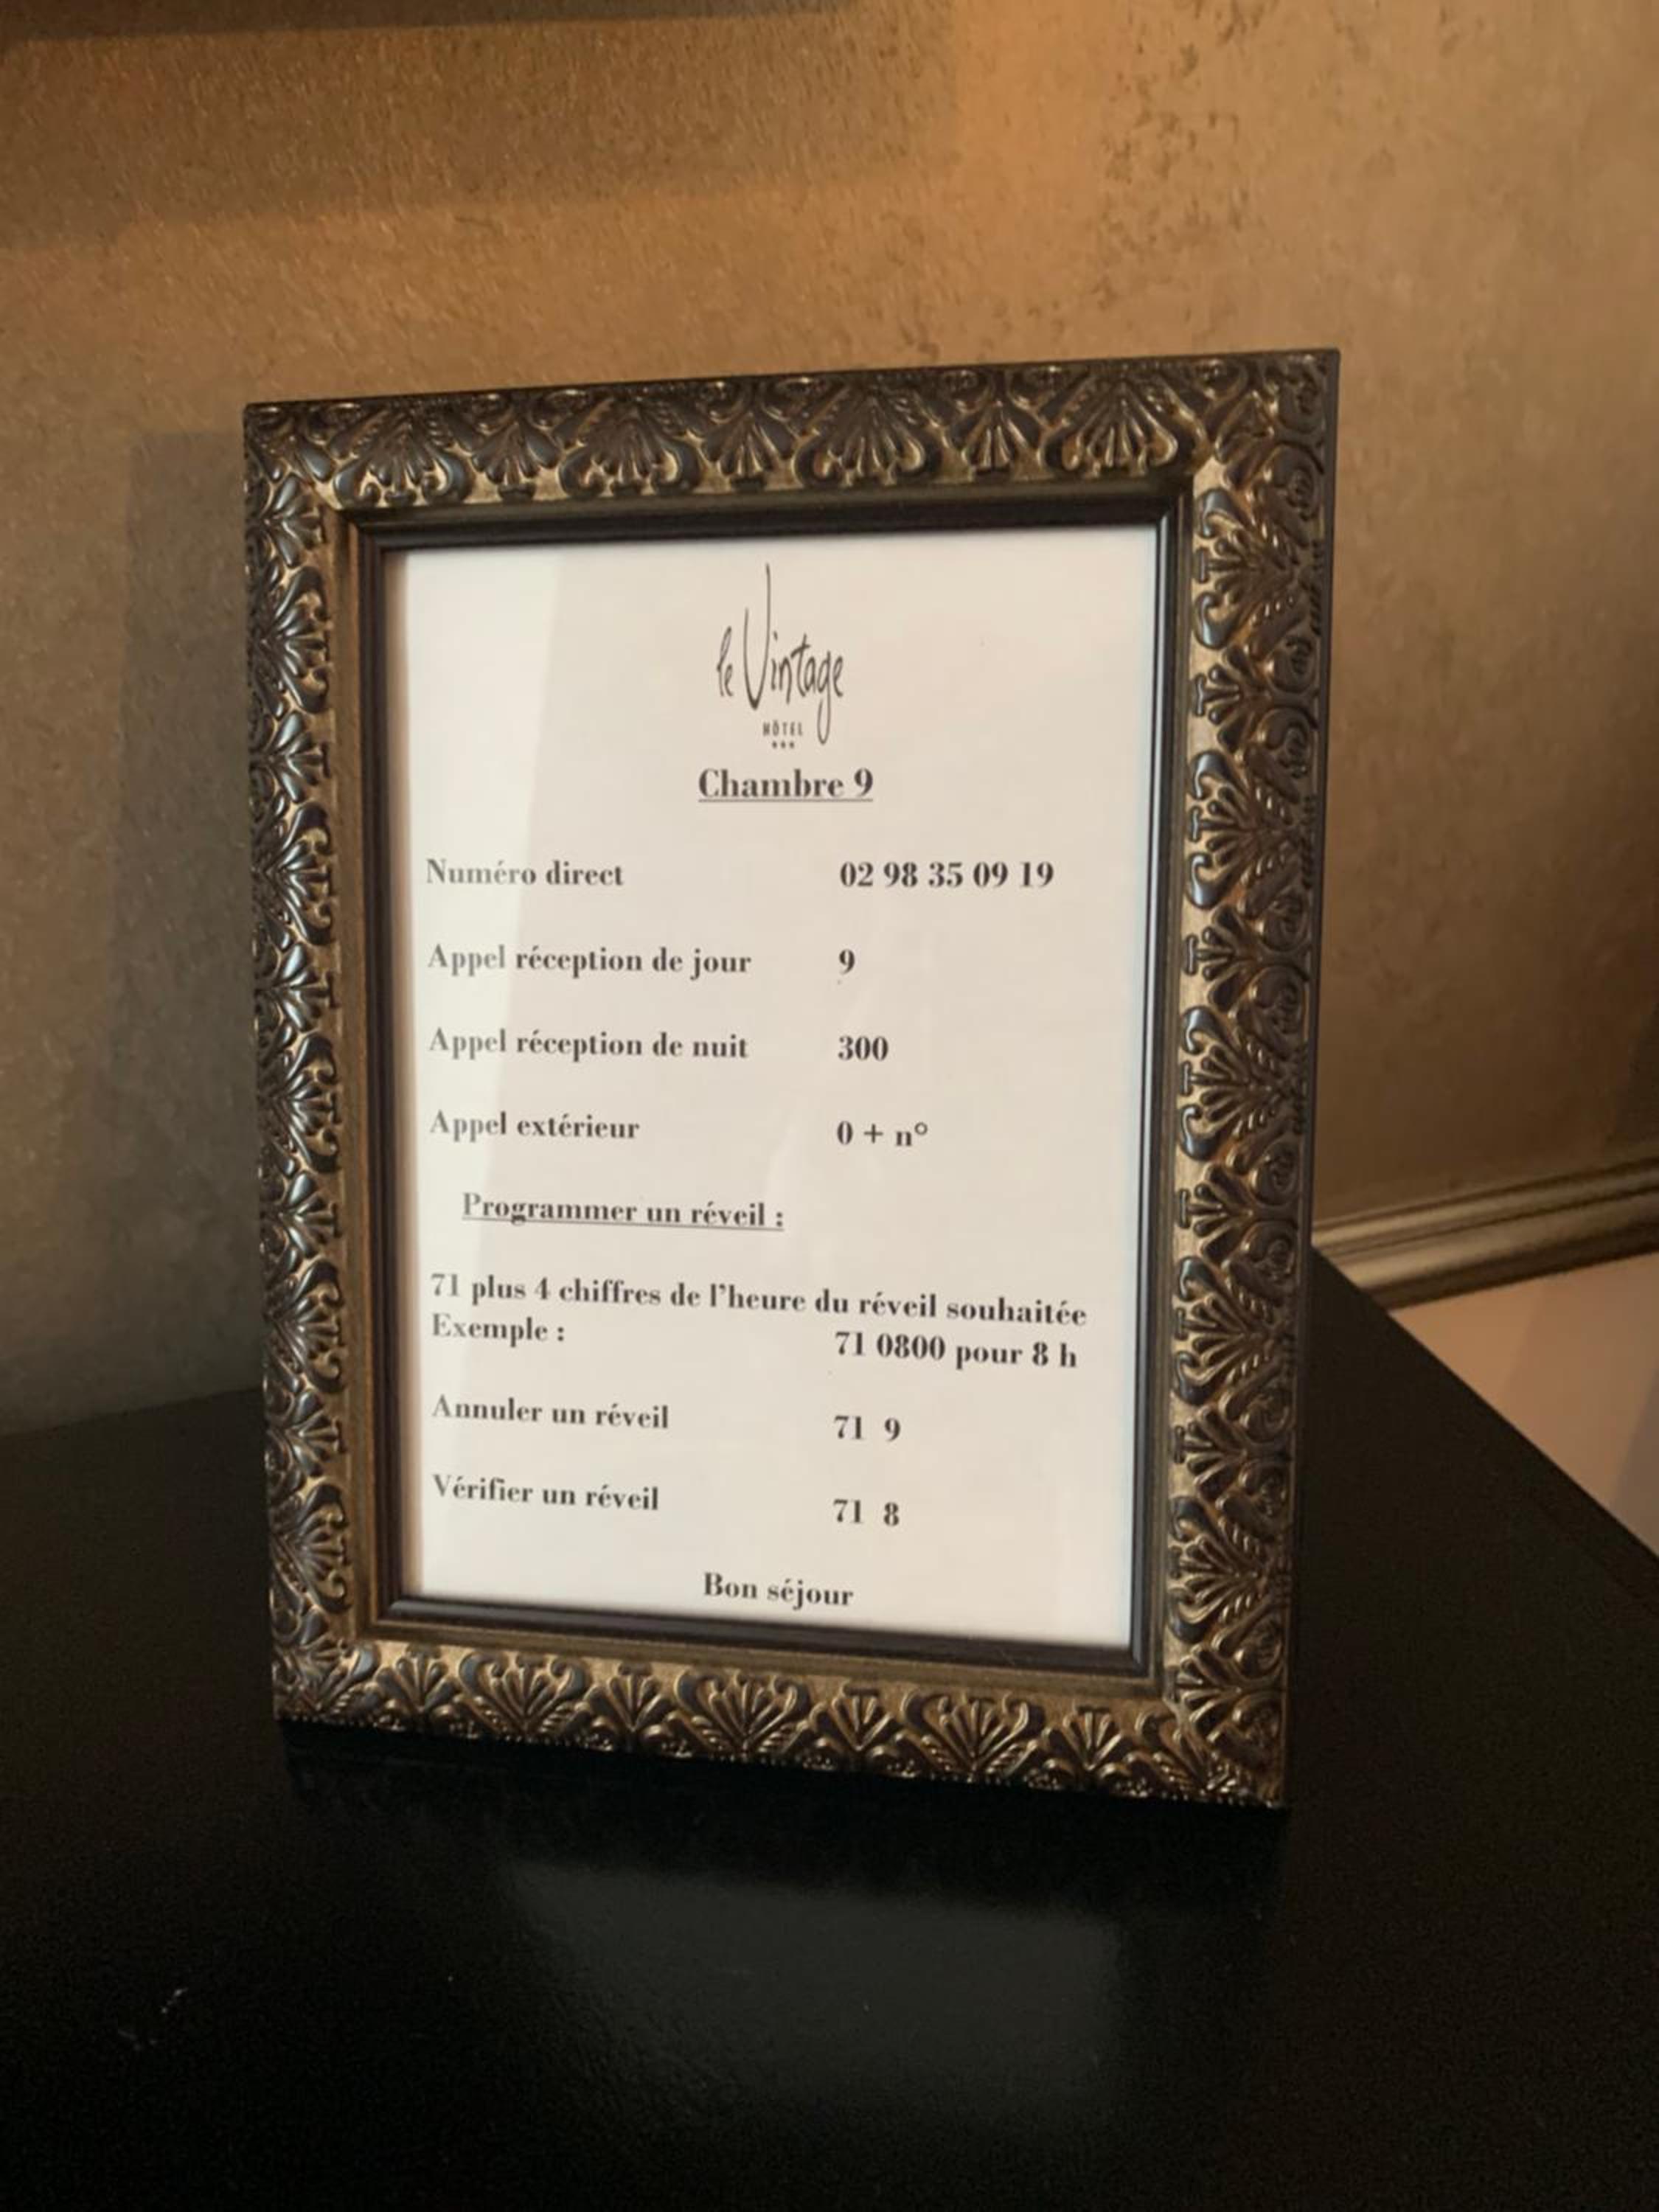 le Vintage
HÔTEL
***
Chambre 9
Numéro direct 02 98 35 09 19
Appel réception de jour 9
Appel réception de nuit 300
Appel extérieur 0 + n°
Programmer un réveil :
71 plus 4 chiffres de l'heure du réveil souhaitée
Exemple : 71 0800 pour 8 h
Annuler un réveil 71 9
Vérifier un réveil 71 8
Bon séjour